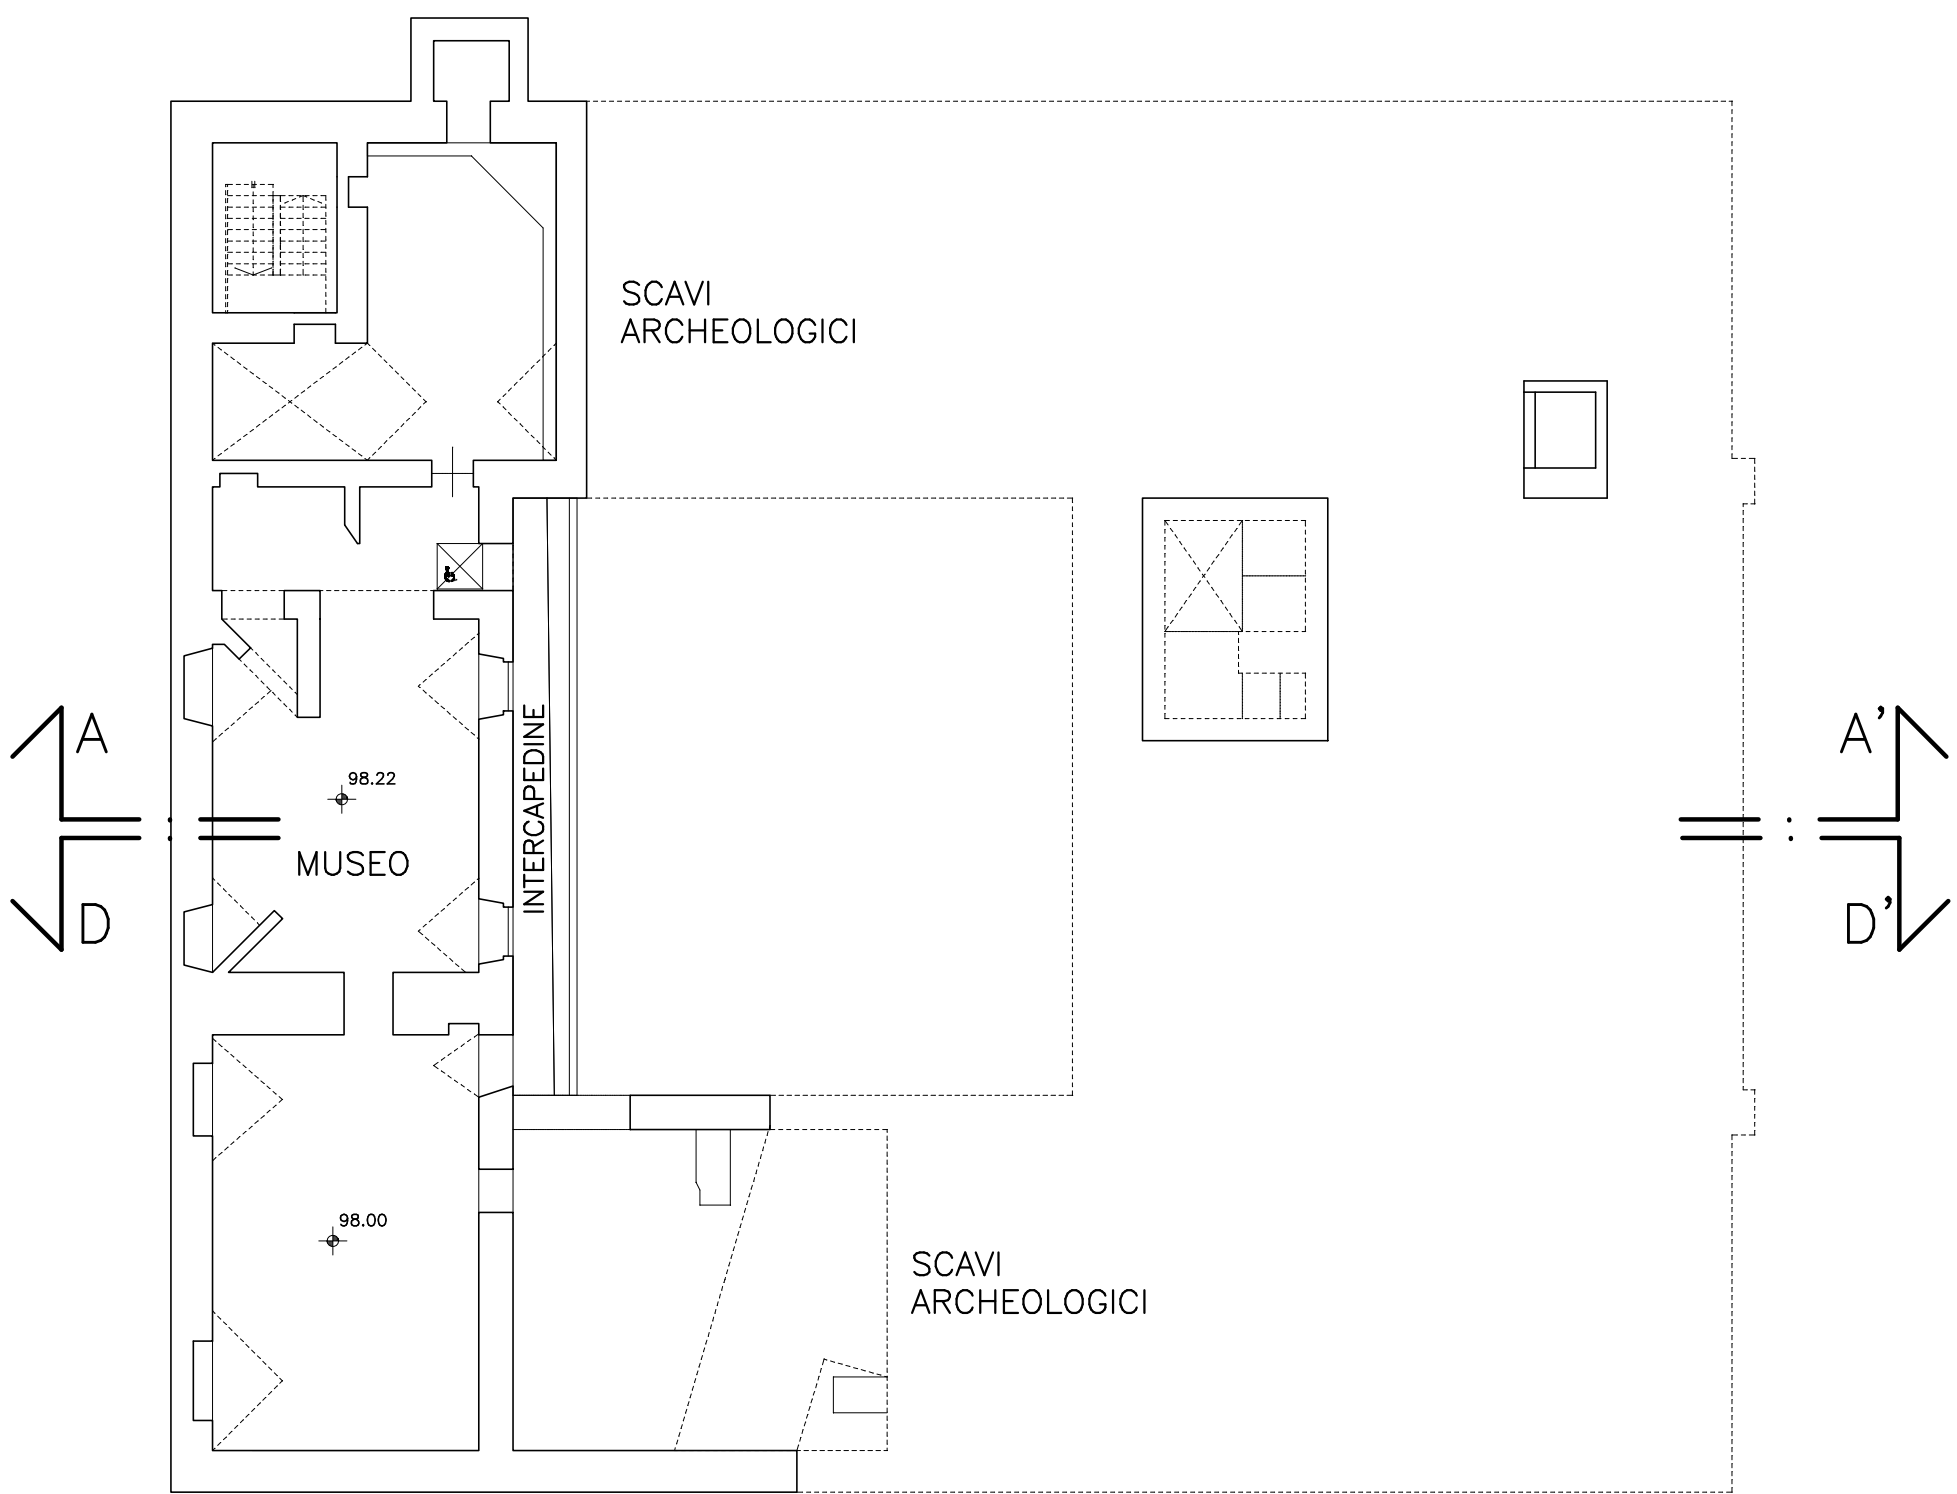 SCAVI
ARCHEOLOGICI
A
A'
98.22
INTERCAPEDINE
MUSEO
D
D'
98.00
SCAVI
ARCHEOLOGICI